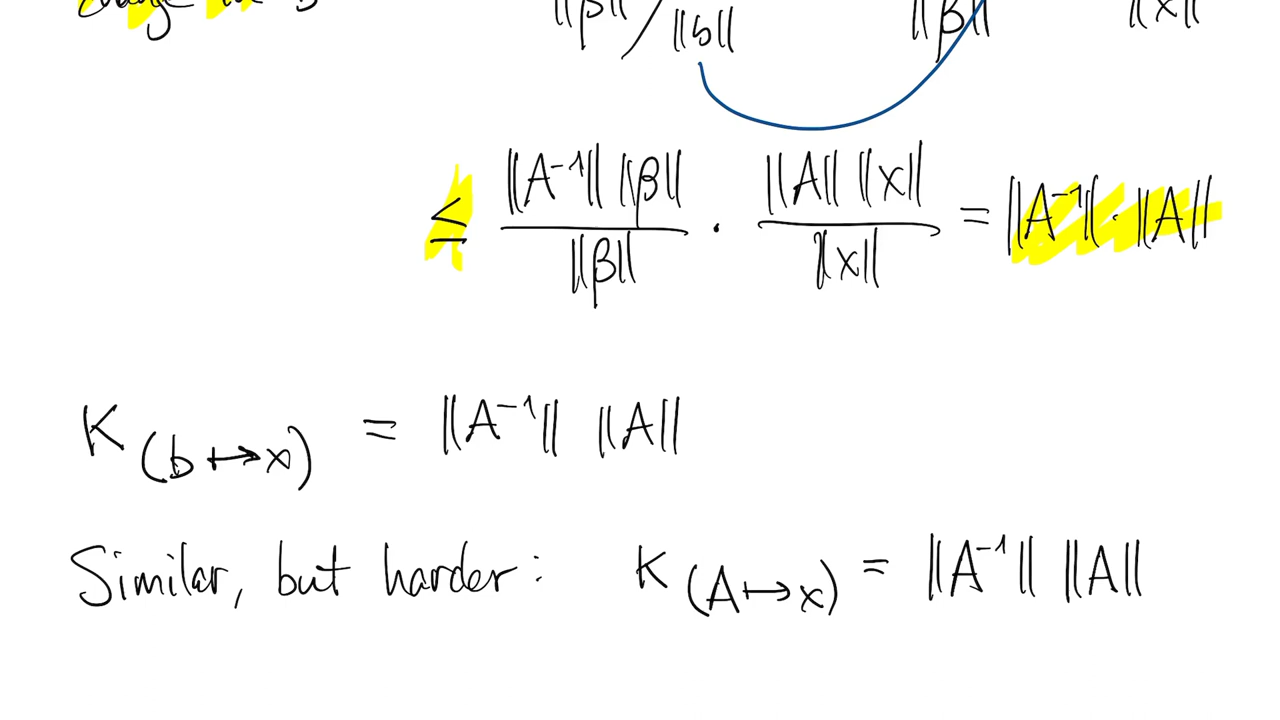 ‖β‖ / ‖b‖ ‖β‖ ‖x‖
≤ ‖A⁻¹‖ ‖β‖ / ‖β‖ · ‖A‖ ‖x‖ / ‖x‖ = ‖A⁻¹‖ · ‖A‖
K (b ↦ x) = ‖A⁻¹‖ ‖A‖
Similar, but harder: K (A ↦ x) = ‖A⁻¹‖ ‖A‖